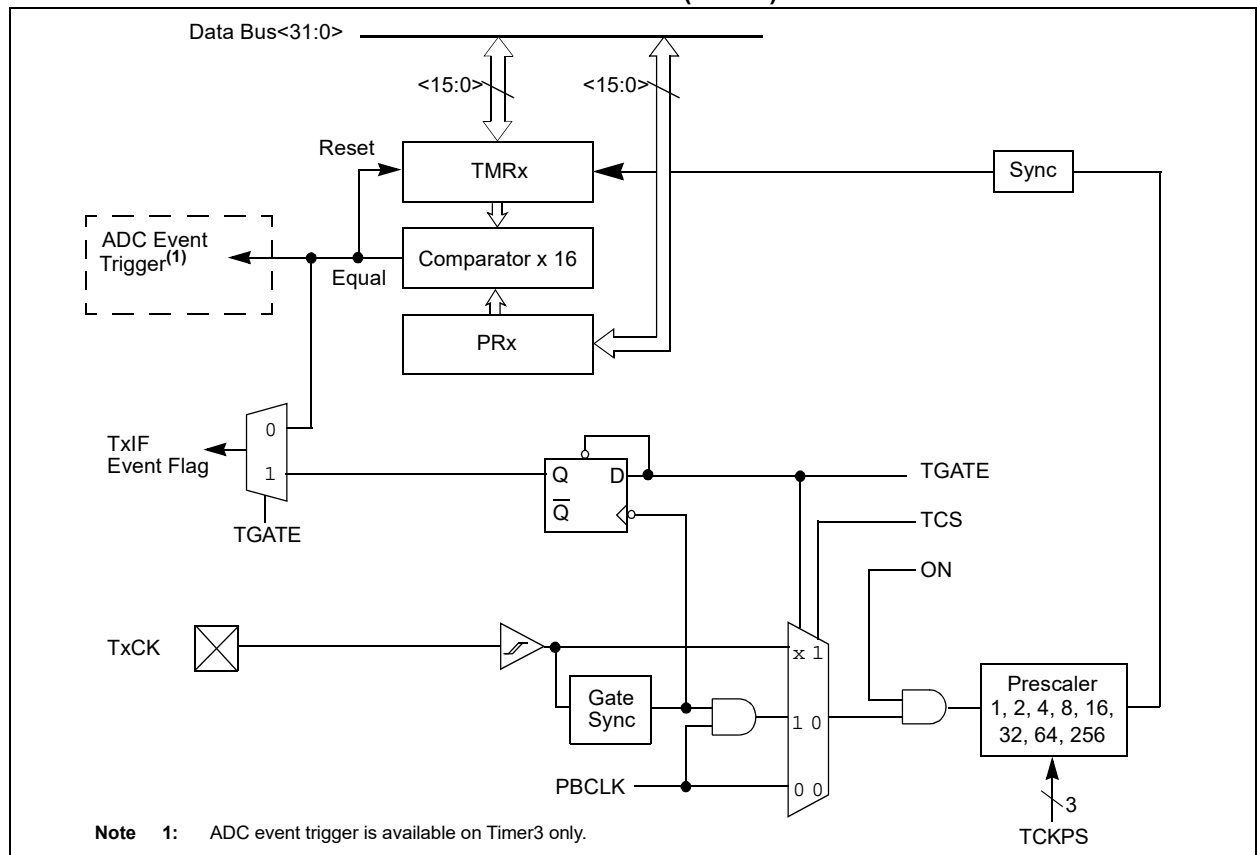 Data Bus<31:0>
<15:0>
<15:0>
Reset
TMRx
Sync
ADC Event
Trigger(1)
Equal
Comparator x 16
PRx
0
1
TxIF
Event Flag
TGATE
Q
D
Q
TGATE
TCS
ON
TxCK
x 1
Gate
Sync
1 0
Prescaler
1, 2, 4, 8, 16,
32, 64, 256
PBCLK
0 0
3
TCKPS
Note 1: ADC event trigger is available on Timer3 only.